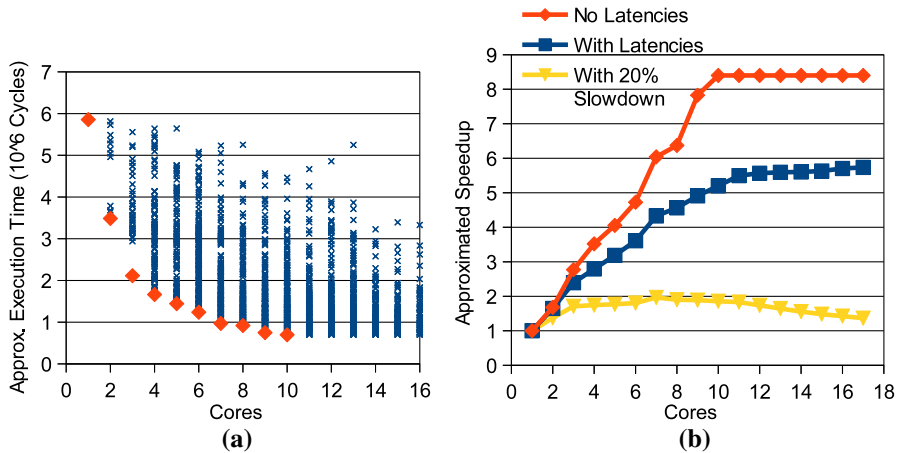 Approx. Execution Time (10^6 Cycles)
7
6
5
4
3
2
1
0
0 2 4 6 8 10 12 14 16
Cores
(a)
No Latencies
With Latencies
With 20%
Slowdown
Approximated Speedup
9
8
7
6
5
4
3
2
1
0
0 2 4 6 8 10 12 14 16 18
Cores
(b)